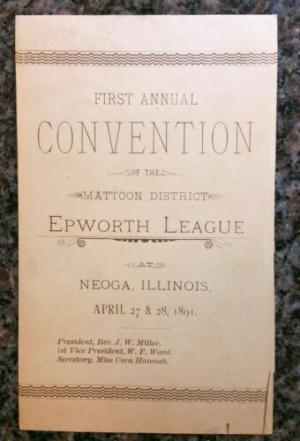 FIRST ANNUAL
CONVENTION
OF THE
MATTOON DISTRICT
EPWORTH LEAGUE
AT
NEOGA, ILLINOIS,
APRIL 27 & 28, 1891.
President, Rev. J. W. Miller.
1st Vice President, W. P. Ward.
Secretary, Miss Cora Hancock.